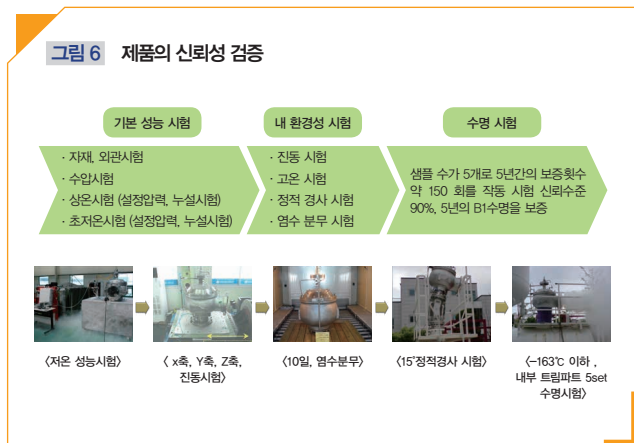 그림 6 제품의 신뢰성 검증
기본 성능 시험
내 환경성 시험
수명 시험
· 자재, 외관시험
· 수압시험
· 상온시험 (설정압력, 누설시험)
· 초저온시험 (설정압력, 누설시험)
· 진동 시험
· 고온 시험
· 정적 경사 시험
· 염수 분무 시험
샘플 수가 5개로 5년간의 보증횟수
약 150 회를 작동 시험 신뢰수준
90%, 5년의 B1수명을 보증
〈저온 성능시험〉
〈 x축, Y축, Z축,
진동시험〉
〈10일, 염수분무〉
〈15°정적경사 시험〉
〈-163℃ 이하 ,
내부 트림파트 5set
수명시험〉